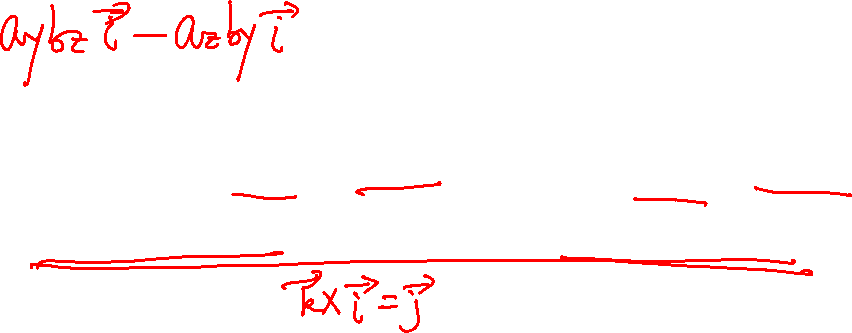 aybz i⃗ − azby i⃗
k⃗ × i⃗ = j⃗